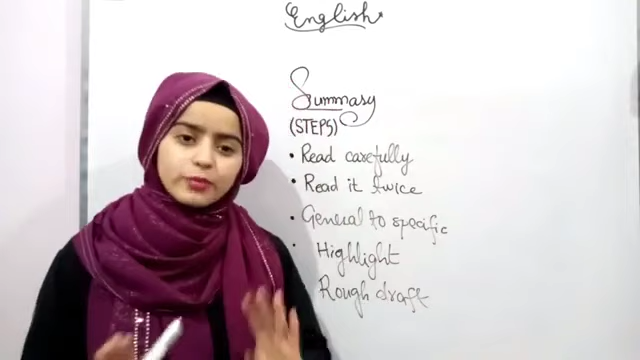 English
Summary
(STEPS)
• Read carefully
• Read it twice
• General to specific
• Highlight
Rough draft